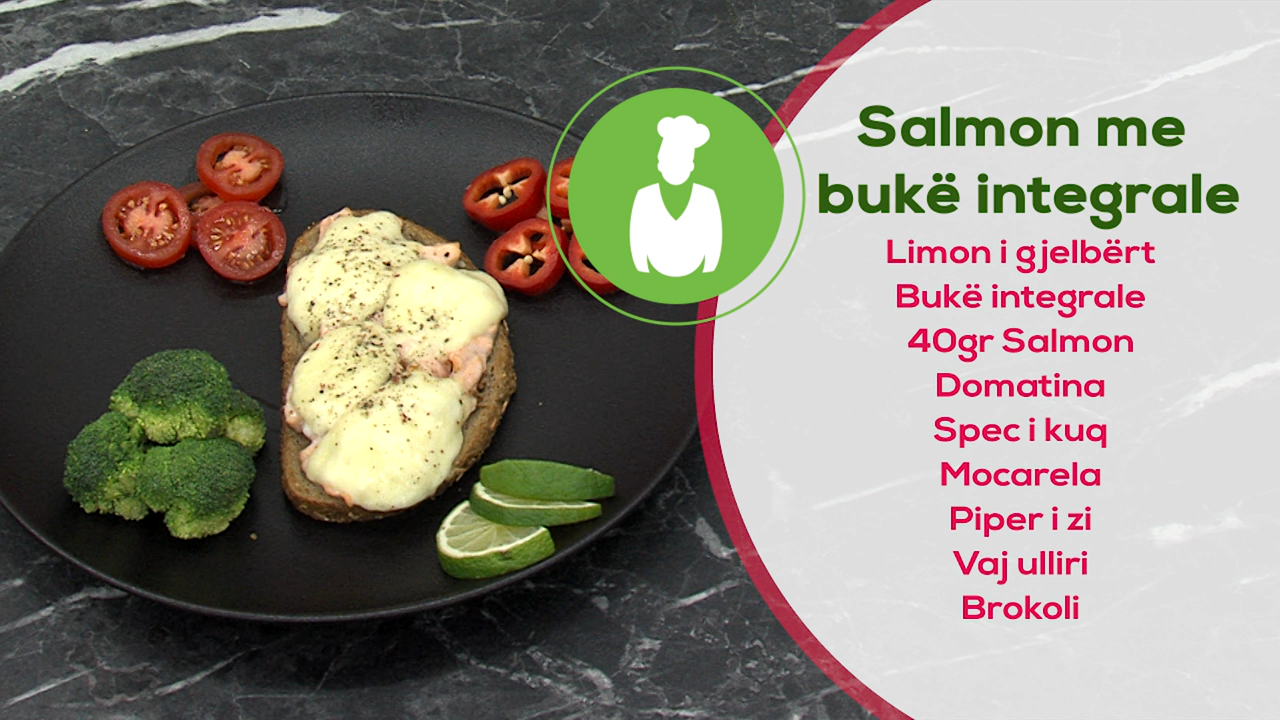 Salmon me
bukë integrale
Limon i gjelbërt
Bukë integrale
40gr Salmon
Domatina
Spec i kuq
Mocarela
Piper i zi
Vaj ulliri
Brokoli